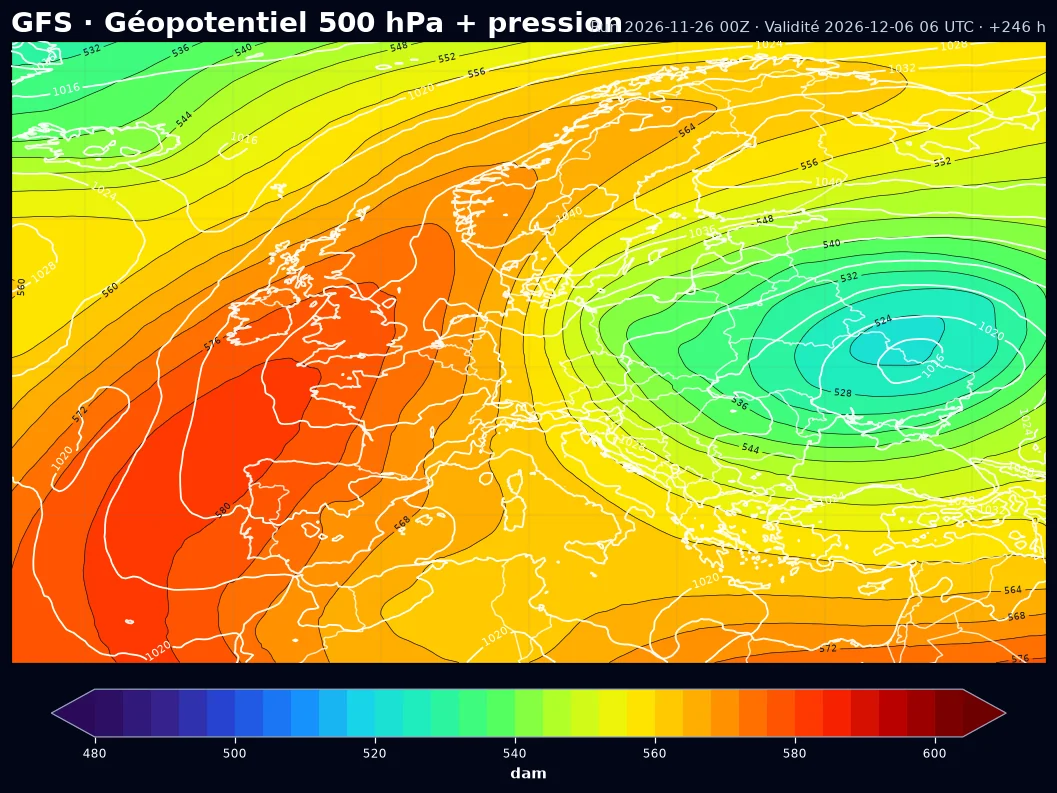 GFS · Géopotentiel 500 hPa + pression
2026-11-26 00Z · Validité 2026-12-06 06 UTC · +246 h
532 536 540 548 552 556 1024 1028
1016 1020 1032
544 1016 564 556 552
1024 1040 1040
1036 548 540
1028 560 560 532
576 524 1020
1016
572 536 528
1020 544
580 568
1020 564
568
1020 1020 572 576
480 500 520 540 560 580 600
dam